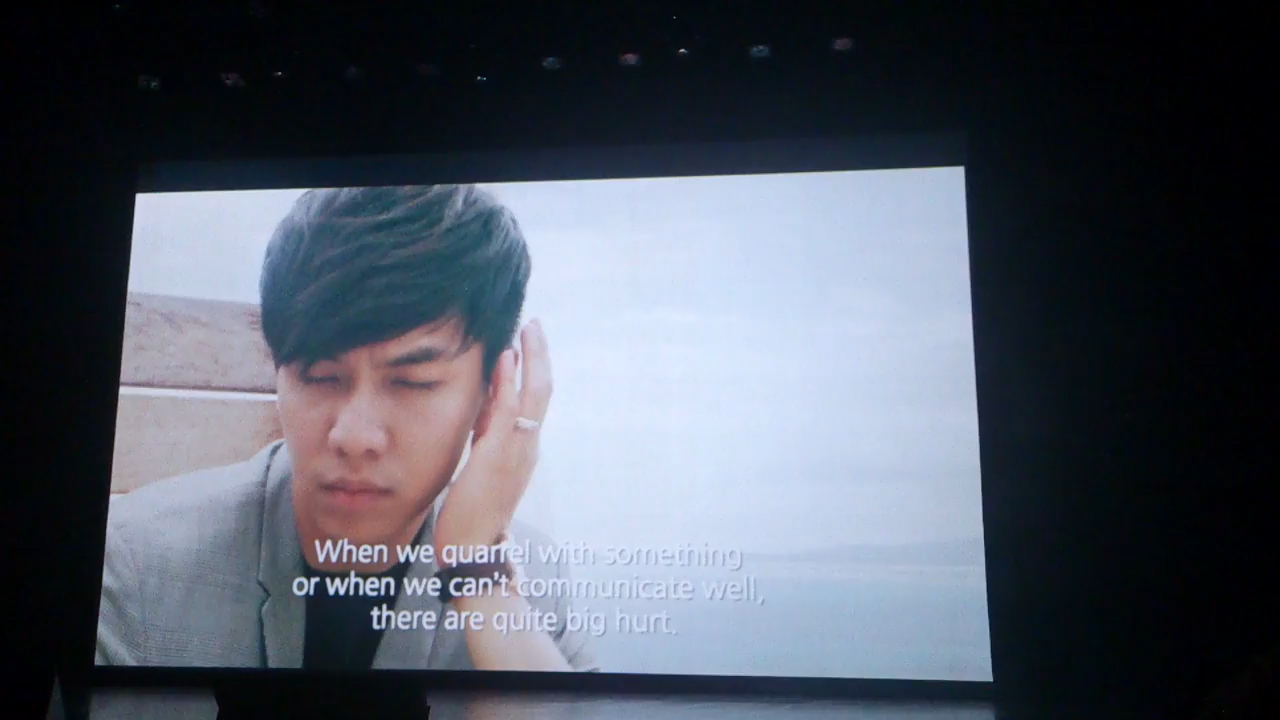 When we quarrel with something
or when we can't communicate well,
there are quite big hurt.